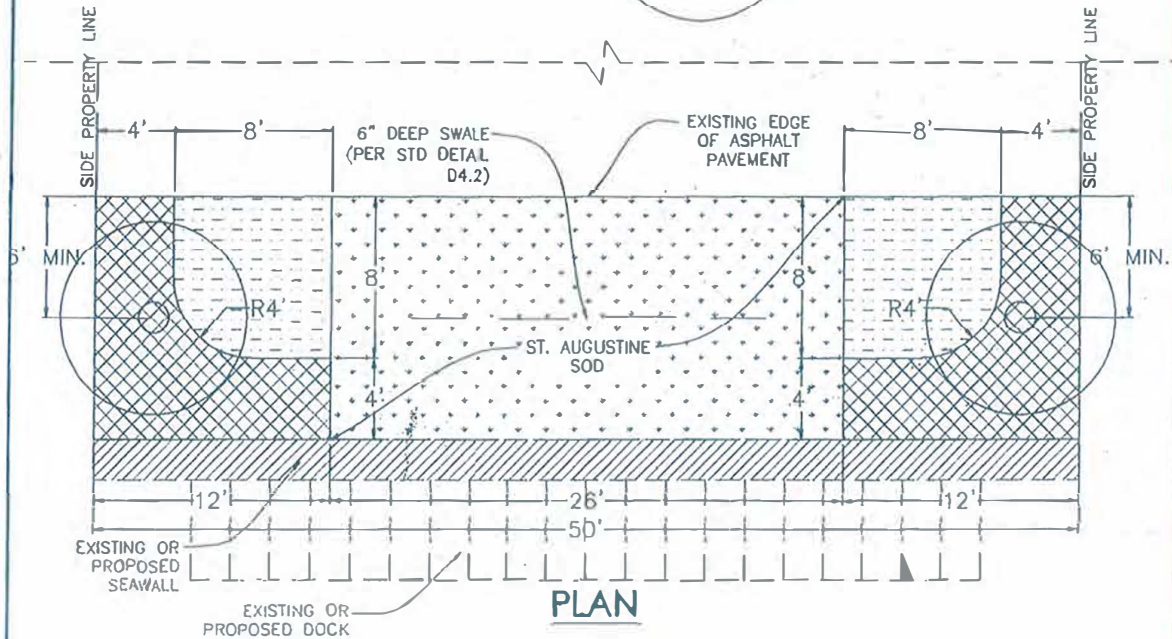 SIDE PROPERTY LINE
SIDE PROPERTY LINE
4'
8'
6" DEEP SWALE
(PER STD DETAIL
D4.2)
EXISTING EDGE
OF ASPHALT
PAVEMENT
8'
4'
6' MIN.
8'
8'
6' MIN.
R4'
R4'
ST. AUGUSTINE
SOD
4'
4'
12'
26'
12'
50'
EXISTING OR
PROPOSED
SEAWALL
EXISTING OR
PROPOSED DOCK
PLAN